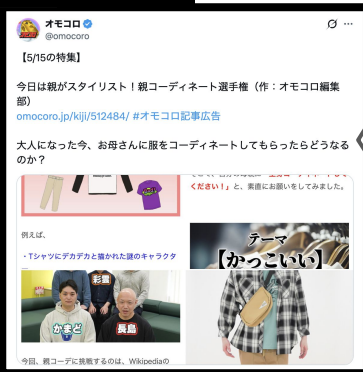 オモコロ
@omocoro
【5/15の特集】
今日は親がスタイリスト！親コーディネート選手権（作：オモコロ編集
部）
omocoro.jp/kiji/512484/ #オモコロ記事広告
大人になった今、お母さんに服をコーディネートしてもらったらどうなる
のか？
例えば、
・Tシャツにデカデカと描かれた謎のキャラクタ
彩雲
かまど
長島
今回、親コーデに挑戦するのは、Wikipediaの
ください！」と、素直にお願いをしてみました。
テーマ
【かっこいい】